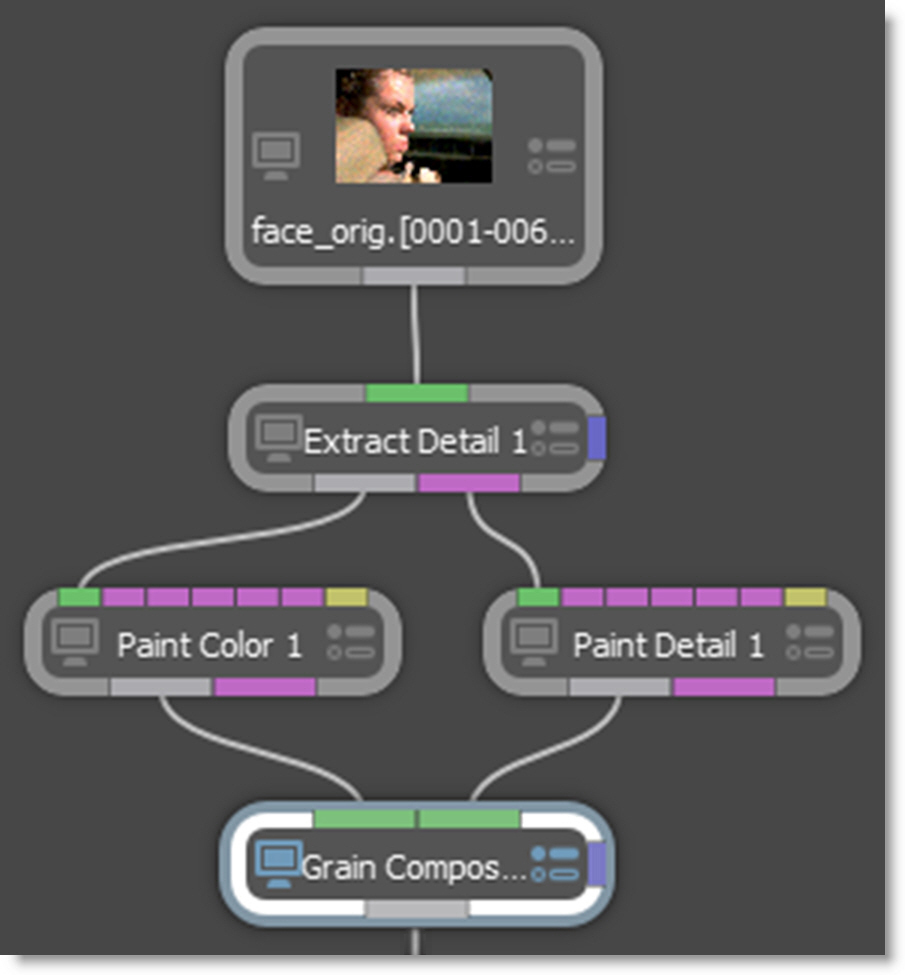 face_orig.[0001-006...
Extract Detail 1
Paint Color 1
Paint Detail 1
Grain Compos...